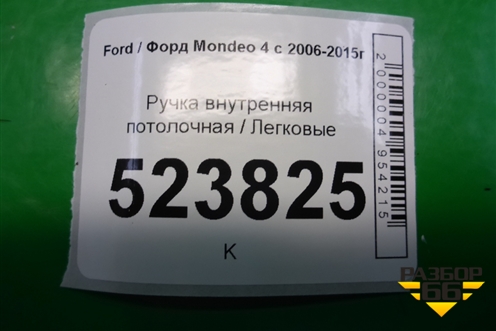 Ford / Форд Mondeo 4 с 2006-2015г
Ручка внутренняя
потолочная / Легковые
523825
К
2000004954215
РАЗБОР
66